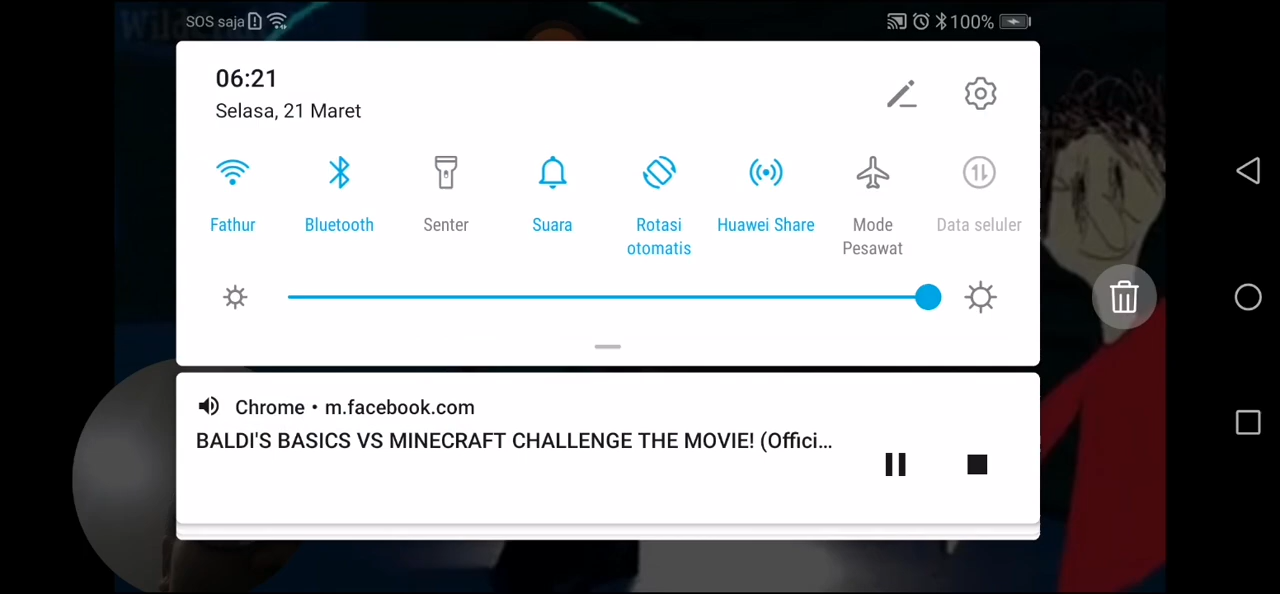 SOS saja
100%
06:21
Selasa, 21 Maret
Fathur
Bluetooth
Senter
Suara
Rotasi
otomatis
Huawei Share
Mode
Pesawat
Data seluler
Chrome • m.facebook.com
BALDI'S BASICS VS MINECRAFT CHALLENGE THE MOVIE! (Offici...